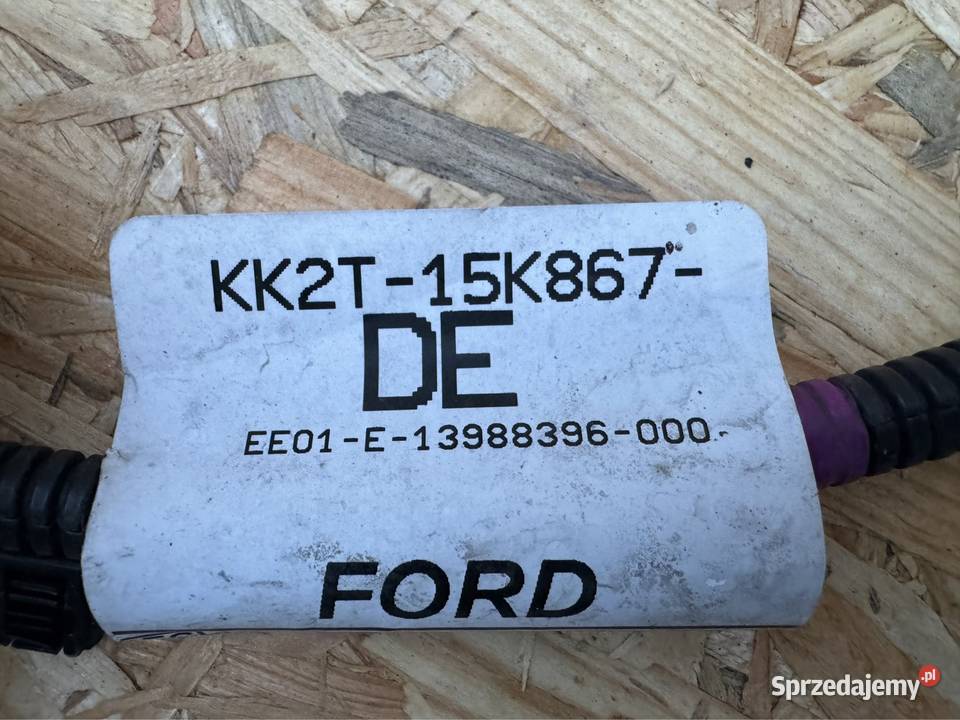 KK2T-15K867-
DE
EE01-E-13988396-000
FORD
Sprzedajemy.pl